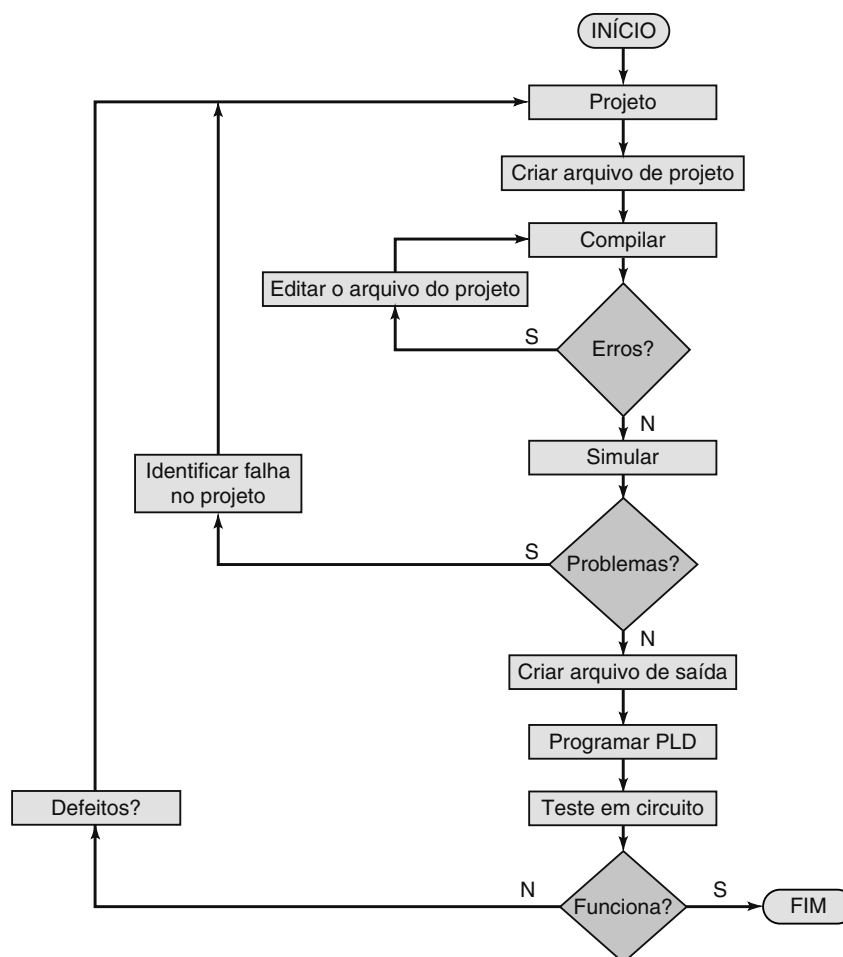 INÍCIO
Projeto
Criar arquivo de projeto
Compilar
Editar o arquivo do projeto
S
Erros?
N
Simular
Identificar falha
no projeto
S
Problemas?
N
Criar arquivo de saída
Programar PLD
Defeitos?
Teste em circuito
N
Funciona?
S
FIM